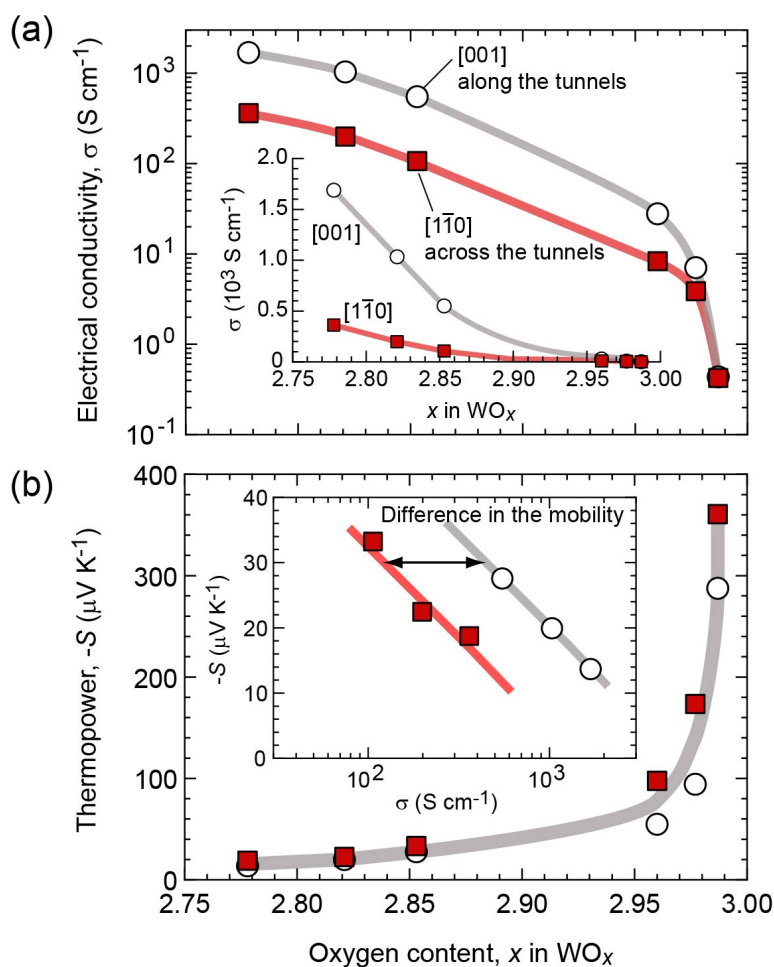 (a)
Electrical conductivity, σ (S cm⁻¹)
10³
10²
10¹
10⁰
10⁻¹
[001]
along the tunnels
[11̄0]
across the tunnels
σ (10³ S cm⁻¹)
2.0
1.5
1.0
0.5
0
[001]
[11̄0]
2.75 2.80 2.85 2.90 2.95 3.00
x in WOₓ
(b)
Thermopower, -S (μV K⁻¹)
400
300
200
100
0
-S (μV K⁻¹)
40
30
20
10
0
Difference in the mobility
10² 10³
σ (S cm⁻¹)
2.75 2.80 2.85 2.90 2.95 3.00
Oxygen content, x in WOₓ